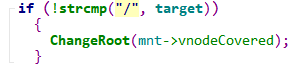 if (!strcmp("/", target))
{
ChangeRoot(mnt->vnodeCovered);
}